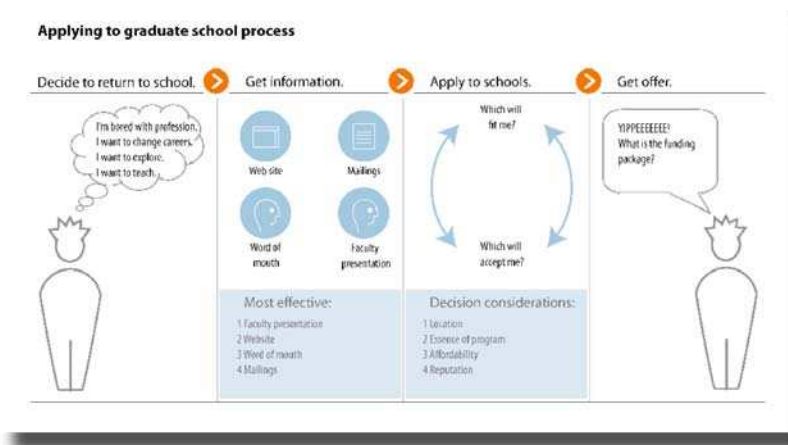 Applying to graduate school process
Decide to return to school.
Get information.
Apply to schools.
Get offer.
I'm bored with profession.
I want to change careers.
I want to explore.
I want to teach.
Web site
Mailings
Word of
mouth
Faculty
presentation
Most effective:
1 Faculty presentation
2 Website
3 Word of mouth
4 Mailings
Which will
fit me?
Which will
accept me?
Decision considerations:
1 Location
2 Essence of program
3 Affordability
4 Reputation
YIPPEEEEEEE!
What is the funding
package?